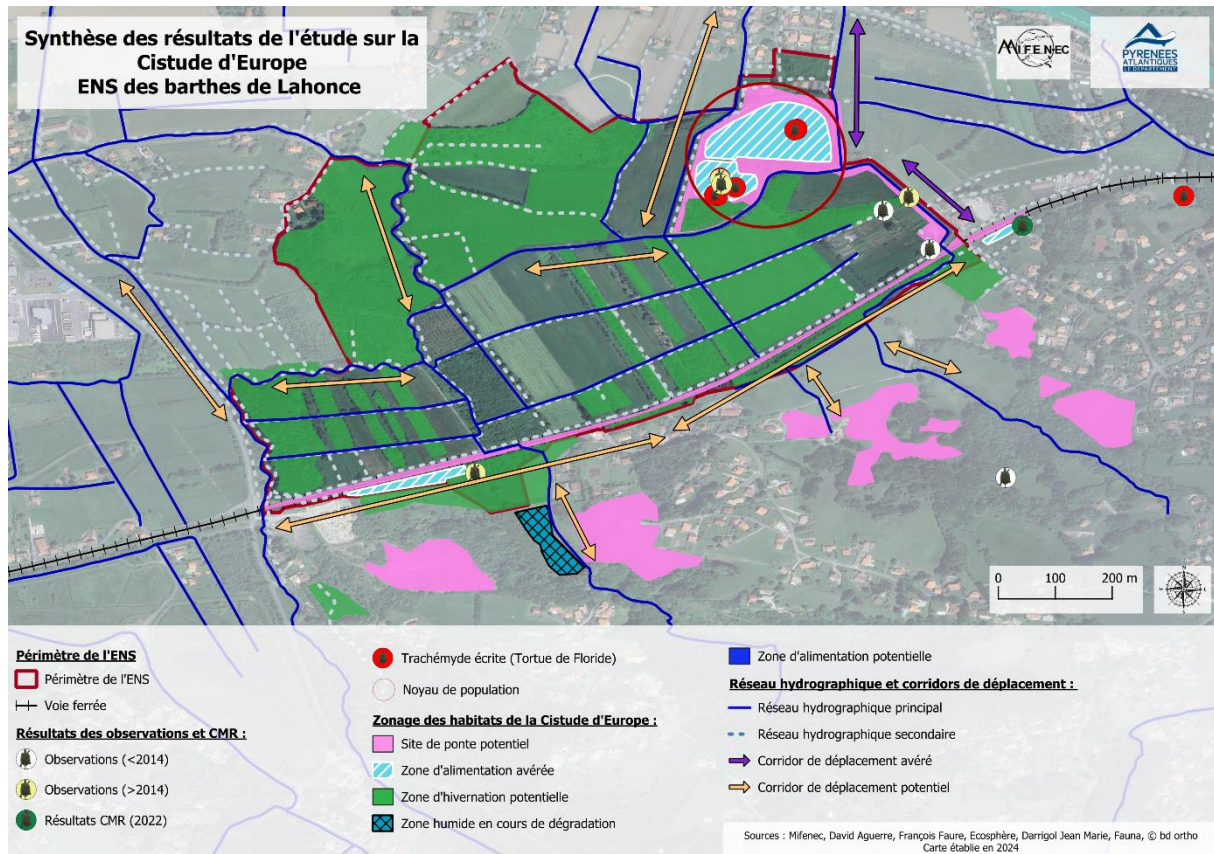 Synthèse des résultats de l'étude sur la
Cistude d'Europe
ENS des barthes de Lahonce
MIFENEC
PYRENEES
ATLANTIQUES
LE DEPARTEMENT
0 100 200 m
Périmètre de l'ENS
Périmètre de l'ENS
Voie ferrée
Résultats des observations et CMR :
Observations (<2014)
Observations (>2014)
Résultats CMR (2022)
Trachémyde écrite (Tortue de Floride)
Noyau de population
Zonage des habitats de la Cistude d'Europe :
Site de ponte potentiel
Zone d'alimentation avérée
Zone d'hivernation potentielle
Zone humide en cours de dégradation
Zone d'alimentation potentielle
Réseau hydrographique et corridors de déplacement :
Réseau hydrographique principal
Réseau hydrographique secondaire
Corridor de déplacement avéré
Corridor de déplacement potentiel
Sources : Mifenec, David Aguerre, François Faure, Ecosphère, Darrigol Jean Marie, Fauna, © bd ortho
Carte établie en 2024